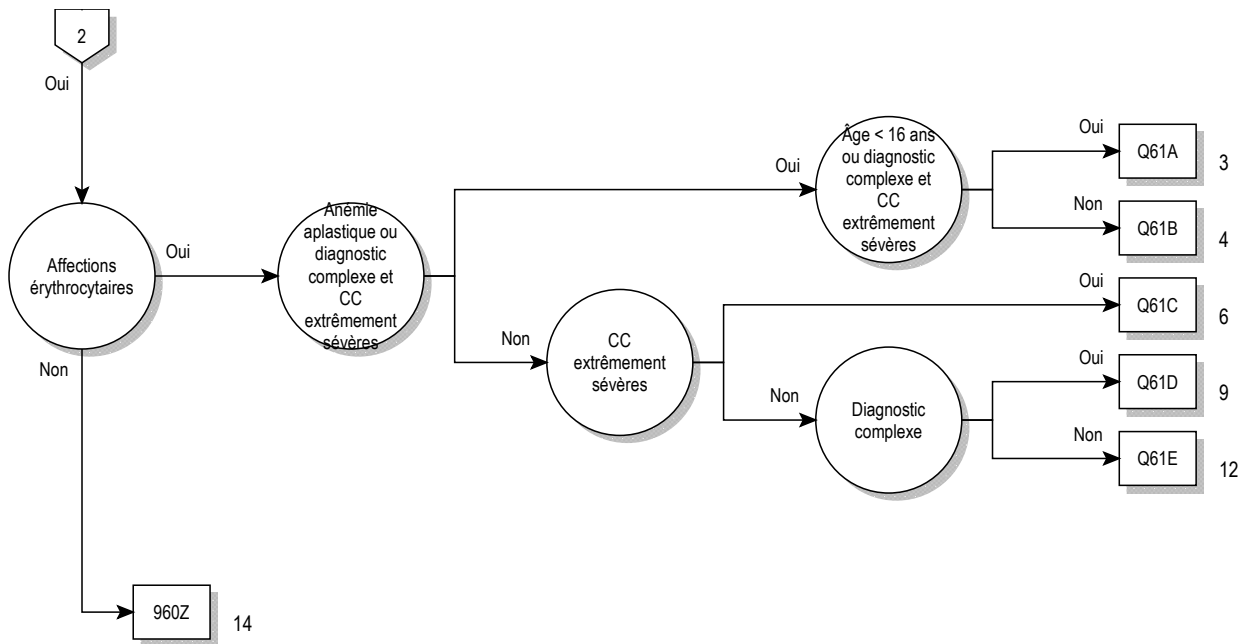 2
Oui
Affections
érythrocytaires
Oui
Non
Anémie
aplastique ou
diagnostic
complexe et
CC
extrêmement
sévères
Oui
Non
Âge < 16 ans
ou diagnostic
complexe et
CC
extrêmement
sévères
Oui
Q61A
3
Non
Q61B
4
CC
extrêmement
sévères
Oui
Q61C
6
Non
Diagnostic
complexe
Oui
Q61D
9
Non
Q61E
12
960Z
14